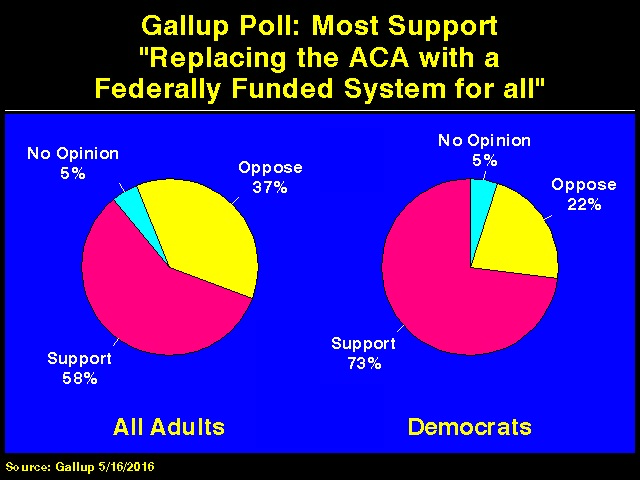 Gallup Poll: Most Support
"Replacing the ACA with a
Federally Funded System for all"
No Opinion
5%
Oppose
37%
Support
58%
All Adults
No Opinion
5%
Oppose
22%
Support
73%
Democrats
Source: Gallup 5/16/2016